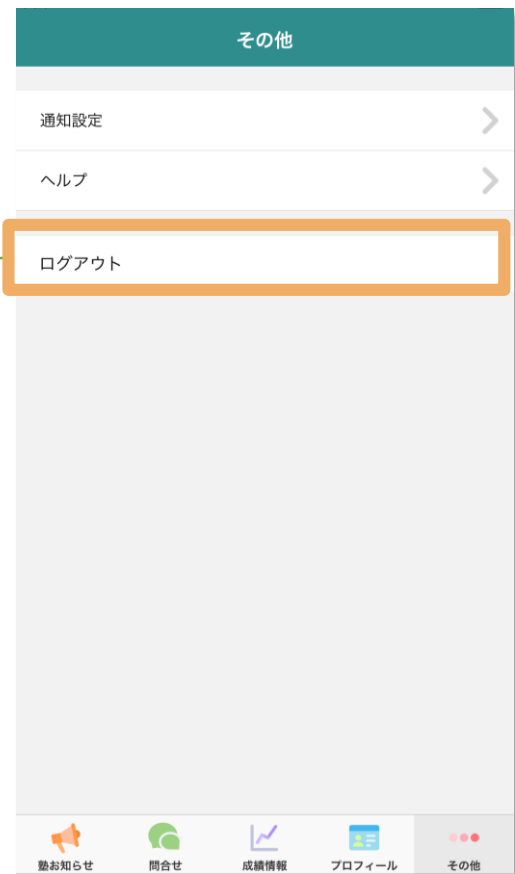 その他
通知設定
ヘルプ
ログアウト
塾お知らせ
問合せ
成績情報
プロフィール
その他